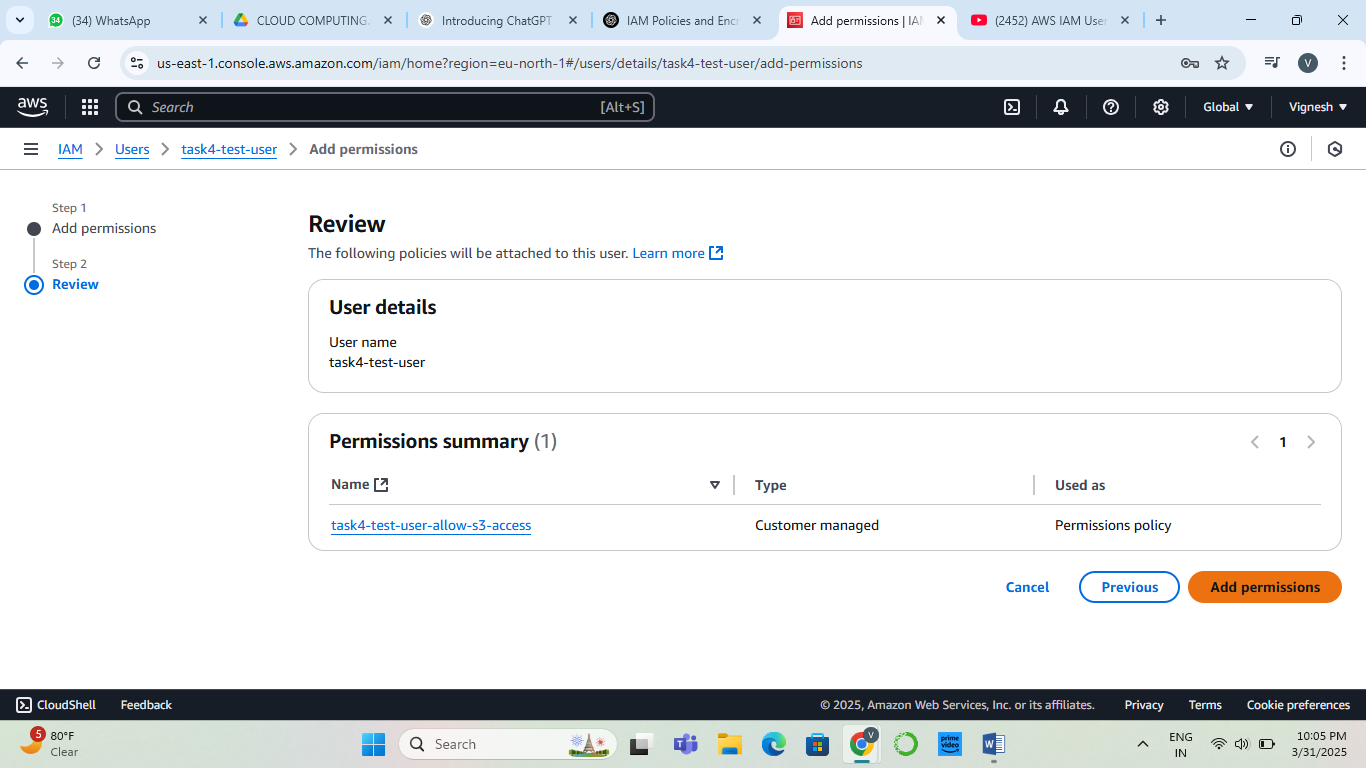 (34) WhatsApp
CLOUD COMPUTING
Introducing ChatGPT
IAM Policies and Enc
Add permissions | IAM
(2452) AWS IAM User
us-east-1.console.aws.amazon.com/iam/home?region=eu-north-1#/users/details/task4-test-user/add-permissions
V
aws
Search
[Alt+S]
Global
Vignesh
IAM
Users
task4-test-user
Add permissions
Step 1
Add permissions
Step 2
Review
Review
The following policies will be attached to this user. Learn more
User details
User name
task4-test-user
Permissions summary (1)
1
Name
Type
Used as
task4-test-user-allow-s3-access
Customer managed
Permissions policy
Cancel
Previous
Add permissions
CloudShell
Feedback
© 2025, Amazon Web Services, Inc. or its affiliates.
Privacy
Terms
Cookie preferences
5
80°F
Clear
Search
prime video
V
ENG
IN
10:05 PM
3/31/2025